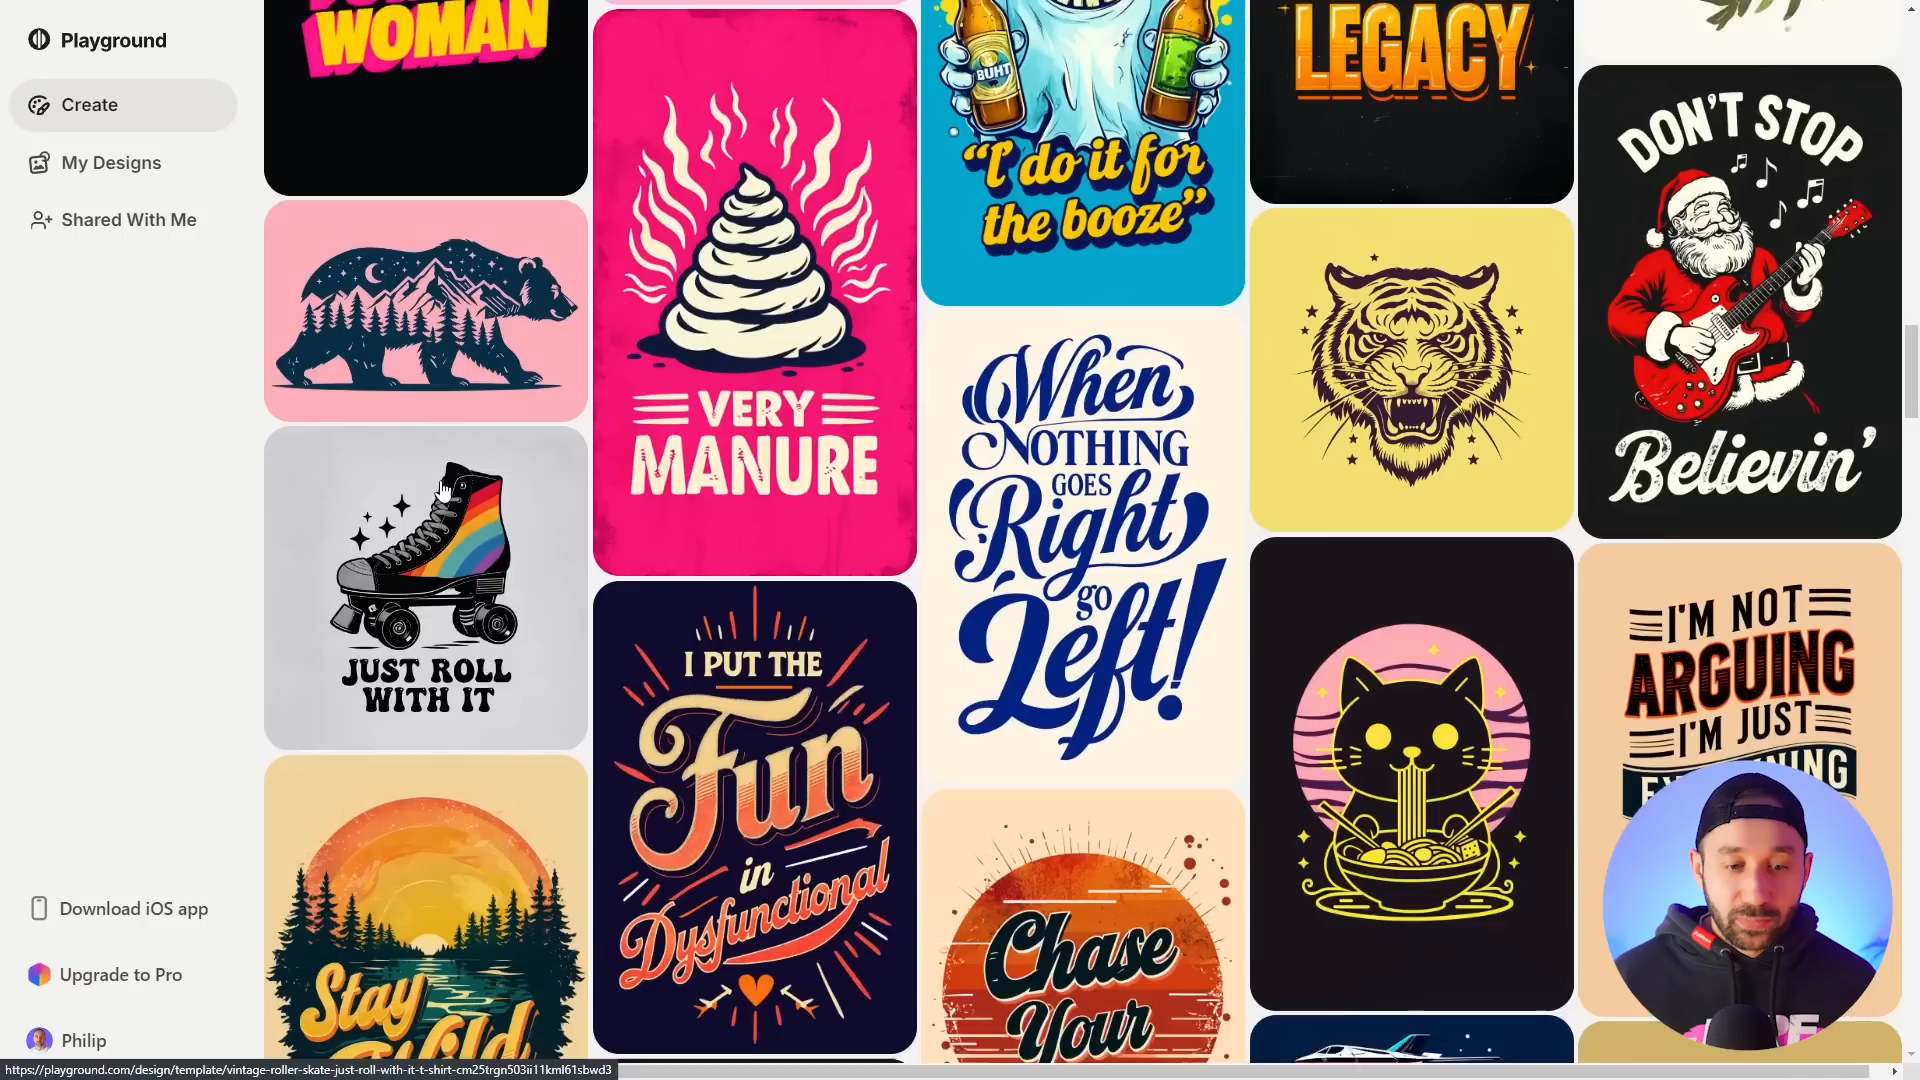 Playground
Create
My Designs
Shared With Me
Download iOS app
Upgrade to Pro
Philip
WOMAN
JUST ROLL
WITH IT
Stay
Wild
VERY
MANURE
I PUT THE
Fun
in
Dysfunctional
BUHT
“I do it for
the booze”
When
NOTHING
GOES
Right
go
Left!
Chase
Your
LEGACY
DON'T STOP
Believin'
I'M NOT
ARGUING
I'M JUST
https://playground.com/design/template/vintage-roller-skate-just-roll-with-it-t-shirt-cm25trgn503ii11kml61sbwd3